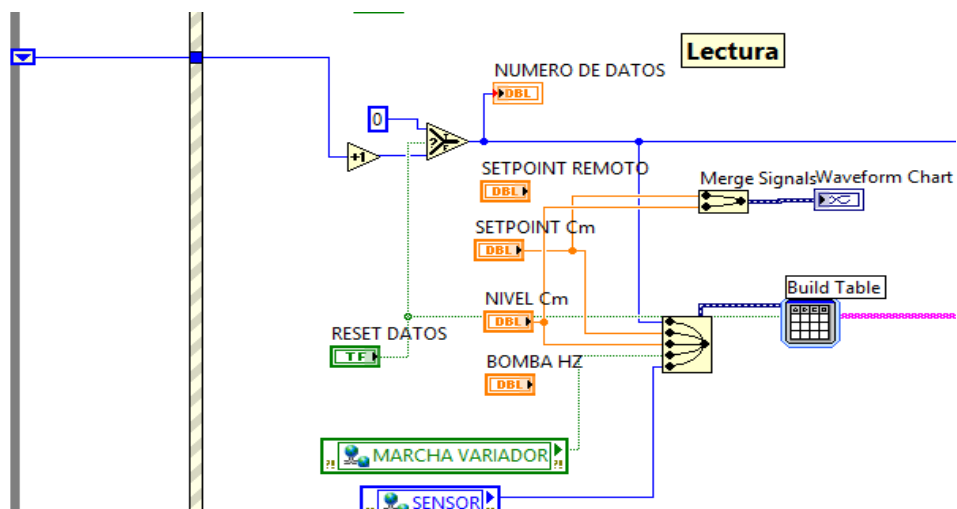 Lectura
NUMERO DE DATOS
DBL
0
T
?
F
+1
SETPOINT REMOTO
DBL
Merge Signals
Waveform Chart
SETPOINT Cm
DBL
Build Table
NIVEL Cm
DBL
RESET DATOS
TF
BOMBA HZ
DBL
MARCHA VARIADOR
?!
?!
SENSOR